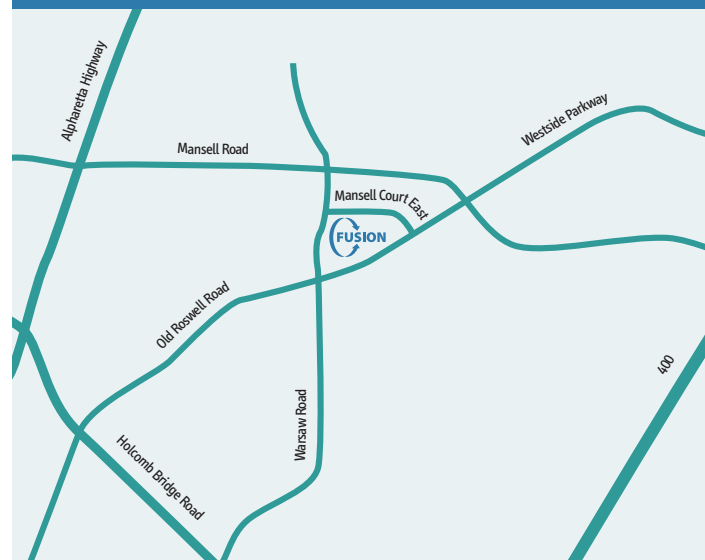 Alpharetta Highway
Westside Parkway
Mansell Road
Mansell Court East
FUSION
Old Roswell Road
400
Warsaw Road
Holcomb Bridge Road